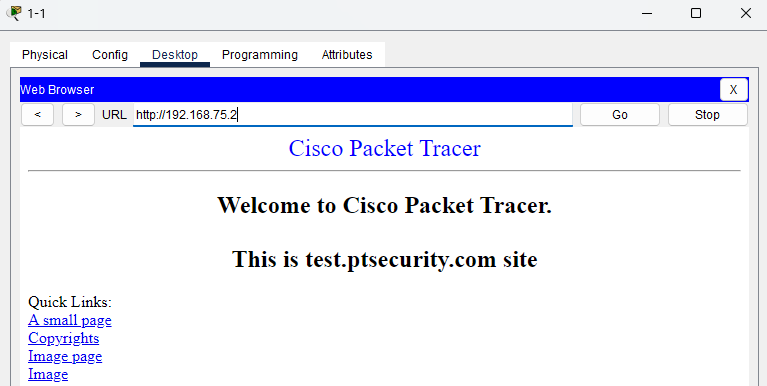 1-1
Physical Config Desktop Programming Attributes
Web Browser X
< > URL http://192.168.75.2 Go Stop
Cisco Packet Tracer
Welcome to Cisco Packet Tracer.
This is test.ptsecurity.com site
Quick Links:
A small page
Copyrights
Image page
Image